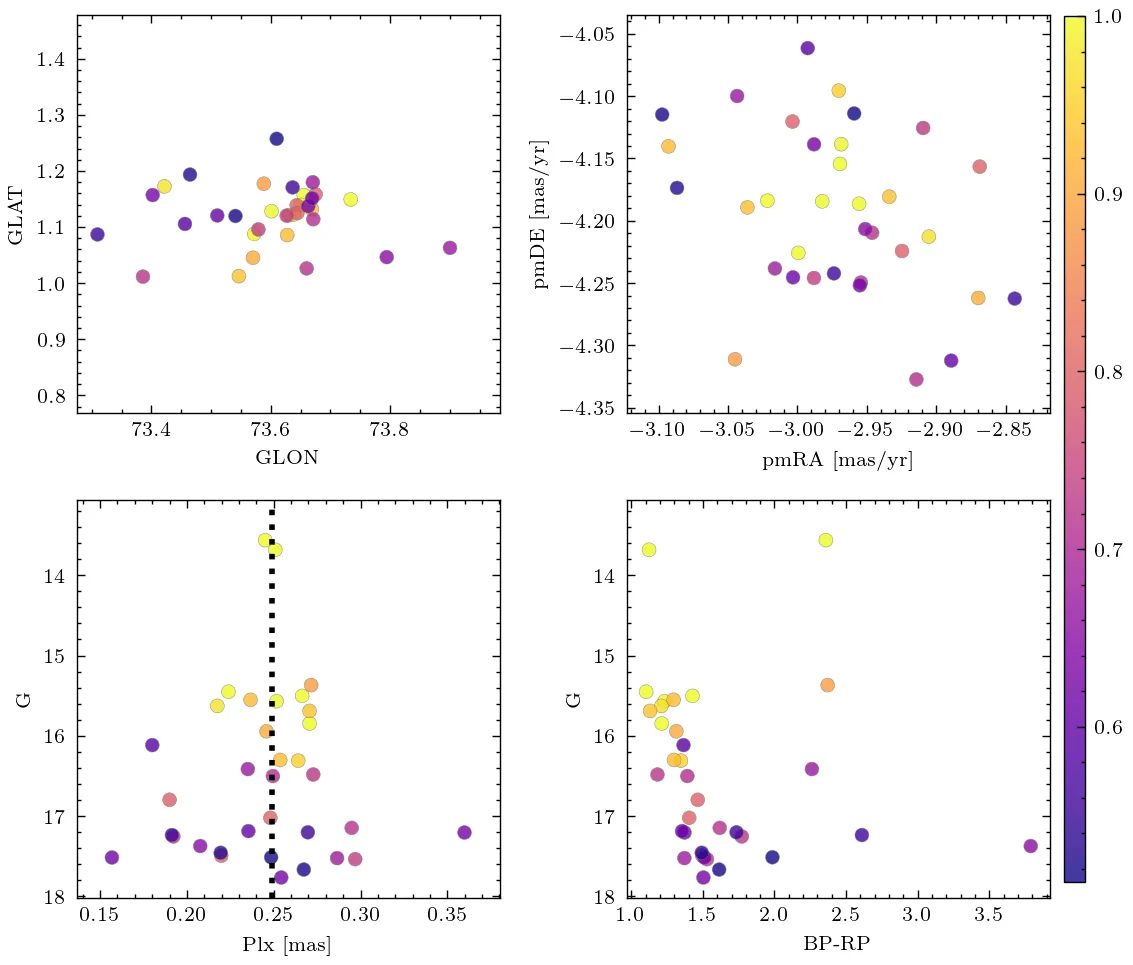 1.4
1.3
1.2
1.1
1.0
0.9
0.8
GLAT
73.4 73.6 73.8
GLON
−4.05
−4.10
−4.15
−4.20
−4.25
−4.30
−4.35
pmDE [mas/yr]
−3.10 −3.05 −3.00 −2.95 −2.90 −2.85
pmRA [mas/yr]
14
15
16
17
18
G
0.15 0.20 0.25 0.30 0.35
Plx [mas]
14
15
16
17
18
G
1.0 1.5 2.0 2.5 3.0 3.5
BP-RP
1.0
0.9
0.8
0.7
0.6